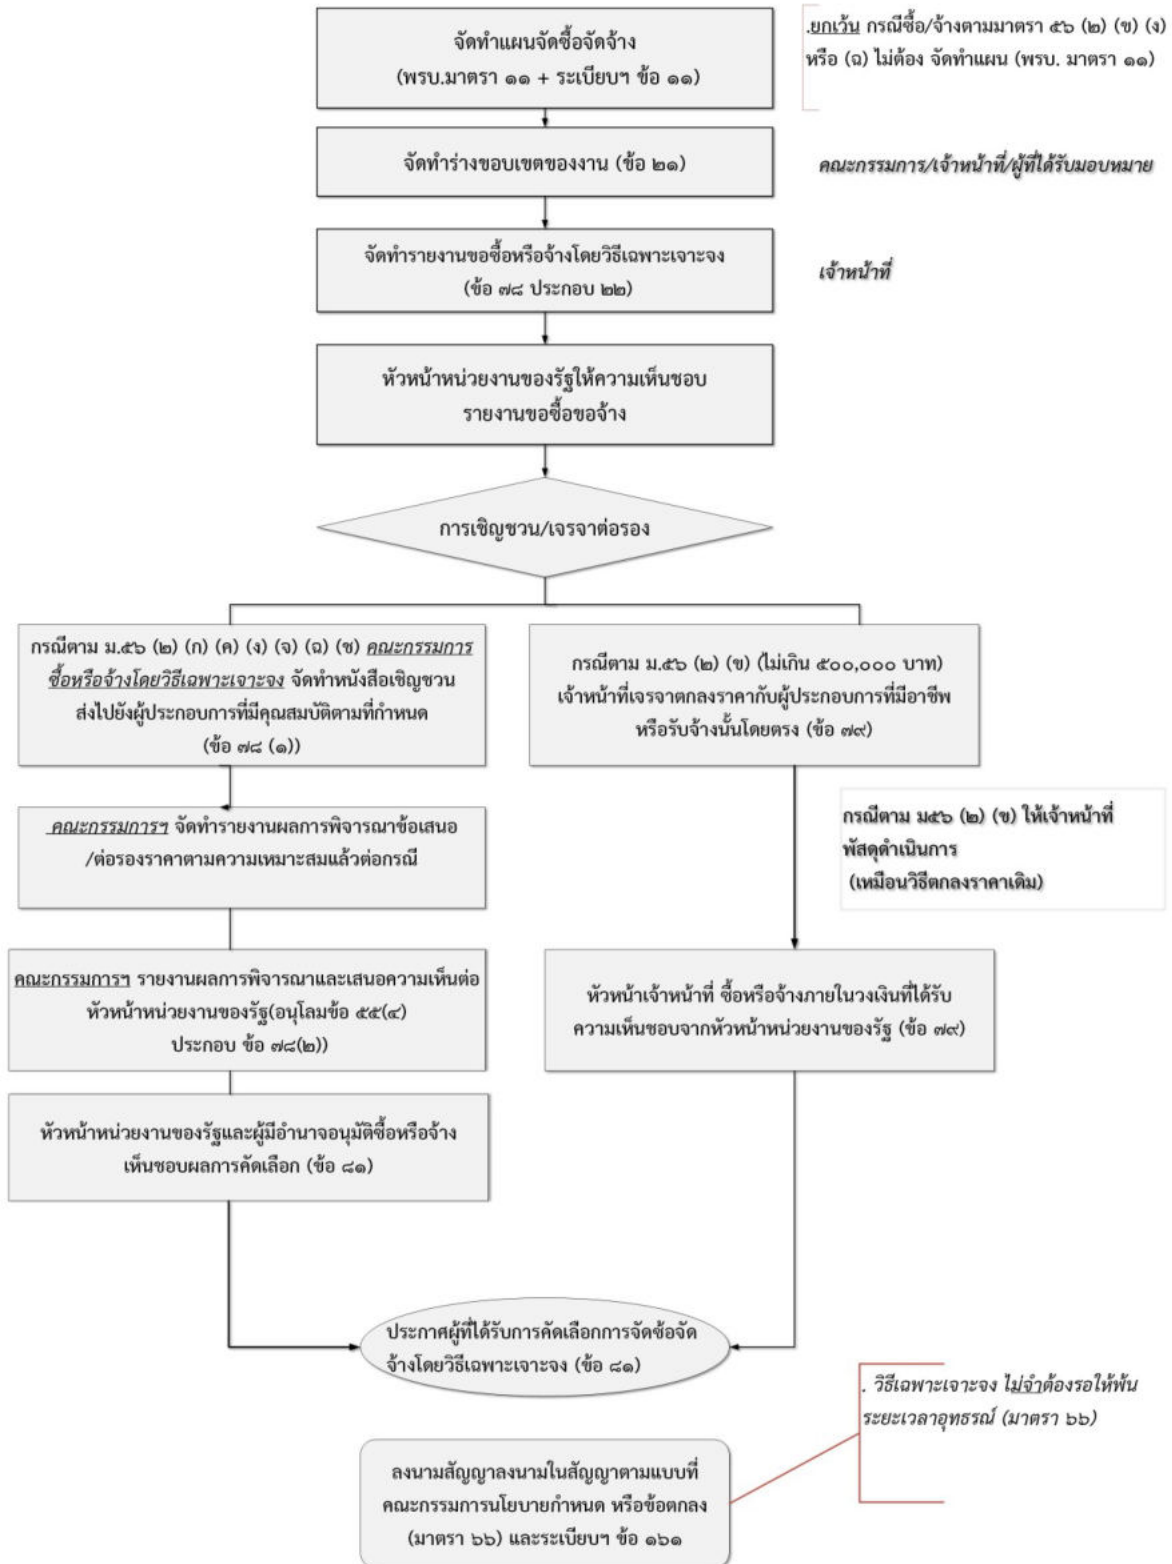 จัดทำแผนจัดซื้อจัดจ้าง
(พรบ.มาตรา ๑๑ + ระเบียบฯ ข้อ ๑๑)
.ยกเว้น กรณีซื้อ/จ้างตามมาตรา ๕๖ (๒) (ข) (ง)
หรือ (ฉ) ไม่ต้อง จัดทำแผน (พรบ. มาตรา ๑๑)
จัดทำร่างขอบเขตของงาน (ข้อ ๒๑)
คณะกรรมการ/เจ้าหน้าที่/ผู้ที่ได้รับมอบหมาย
จัดทำรายงานขอซื้อหรือจ้างโดยวิธีเฉพาะเจาะจง
(ข้อ ๗๘ ประกอบ ๒๒)
เจ้าหน้าที่
หัวหน้าหน่วยงานของรัฐให้ความเห็นชอบ
รายงานขอซื้อขอจ้าง
การเชิญชวน/เจรจาต่อรอง
กรณีตาม ม.๕๖ (๒) (ก) (ค) (ง) (จ) (ฉ) (ช) คณะกรรมการ
ซื้อหรือจ้างโดยวิธีเฉพาะเจาะจง จัดทำหนังสือเชิญชวน
ส่งไปยังผู้ประกอบการที่มีคุณสมบัติตามที่กำหนด
(ข้อ ๗๘ (๑))
กรณีตาม ม.๕๖ (๒) (ข) (ไม่เกิน ๕๐๐,๐๐๐ บาท)
เจ้าหน้าที่เจรจาตกลงราคากับผู้ประกอบการที่มีอาชีพ
หรือรับจ้างนั้นโดยตรง (ข้อ ๗๙)
คณะกรรมการฯ จัดทำรายงานผลการพิจารณาข้อเสนอ
/ต่อรองราคาตามความเหมาะสมแล้วต่อกรณี
กรณีตาม ม๕๖ (๒) (ข) ให้เจ้าหน้าที่
พัสดุดำเนินการ
(เหมือนวิธีตกลงราคาเดิม)
คณะกรรมการฯ รายงานผลการพิจารณาและเสนอความเห็นต่อ
หัวหน้าหน่วยงานของรัฐ(อนุโลมข้อ ๕๕(๔)
ประกอบ ข้อ ๗๘(๒))
หัวหน้าเจ้าหน้าที่ ซื้อหรือจ้างภายในวงเงินที่ได้รับ
ความเห็นชอบจากหัวหน้าหน่วยงานของรัฐ (ข้อ ๗๙)
หัวหน้าหน่วยงานของรัฐและผู้มีอำนาจอนุมัติซื้อหรือจ้าง
เห็นชอบผลการคัดเลือก (ข้อ ๘๑)
ประกาศผู้ที่ได้รับการคัดเลือกการจัดซ้อจัด
จ้างโดยวิธีเฉพาะเจาะจง (ข้อ ๘๑)
. วิธีเฉพาะเจาะจง ไม่จำต้องรอให้พ้น
ระยะเวลาอุทธรณ์ (มาตรา ๖๖)
ลงนามสัญญาลงนามในสัญญาตามแบบที่
คณะกรรมการนโยบายกำหนด หรือข้อตกลง
(มาตรา ๖๖) และระเบียบฯ ข้อ ๑๖๑